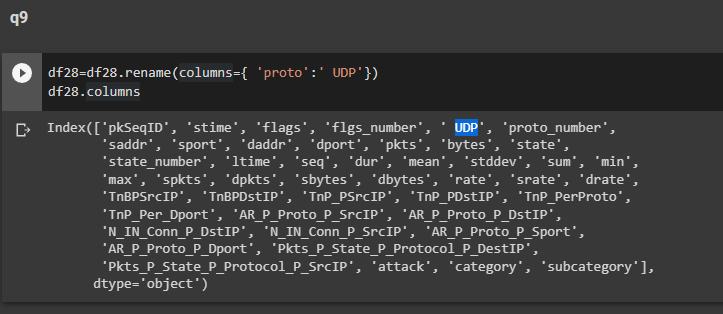 q9
df28=df28.rename(columns={ 'proto':' UDP'})
df28.columns
Index(['pkSeqID', 'stime', 'flags', 'flgs_number', ' UDP', 'proto_number',
'saddr', 'sport', 'daddr', 'dport', 'pkts', 'bytes', 'state',
'state_number', 'ltime', 'seq', 'dur', 'mean', 'stddev', 'sum', 'min',
'max', 'spkts', 'dpkts', 'sbytes', 'dbytes', 'rate', 'srate', 'drate',
'TnBPSrcIP', 'TnBPDstIP', 'TnP_PSrcIP', 'TnP_PDstIP', 'TnP_PerProto',
'TnP_Per_Dport', 'AR_P_Proto_P_SrcIP', 'AR_P_Proto_P_DstIP',
'N_IN_Conn_P_DstIP', 'N_IN_Conn_P_SrcIP', 'AR_P_Proto_P_Sport',
'AR_P_Proto_P_Dport', 'Pkts_P_State_P_Protocol_P_DestIP',
'Pkts_P_State_P_Protocol_P_SrcIP', 'attack', 'category', 'subcategory'],
dtype='object')